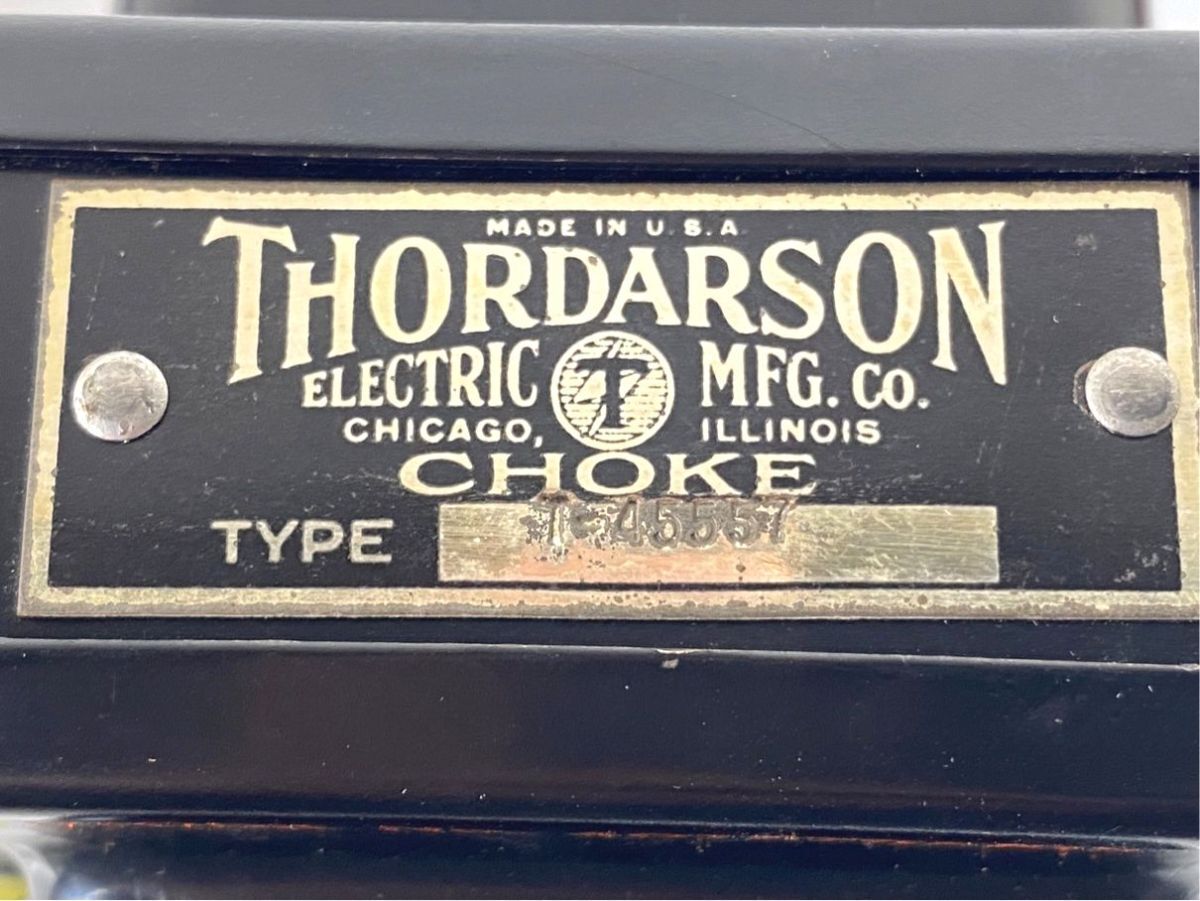 MADE IN U.S.A.
THORDARSON
ELECTRIC T MFG. CO.
CHICAGO, ILLINOIS
CHOKE
TYPE T-45557